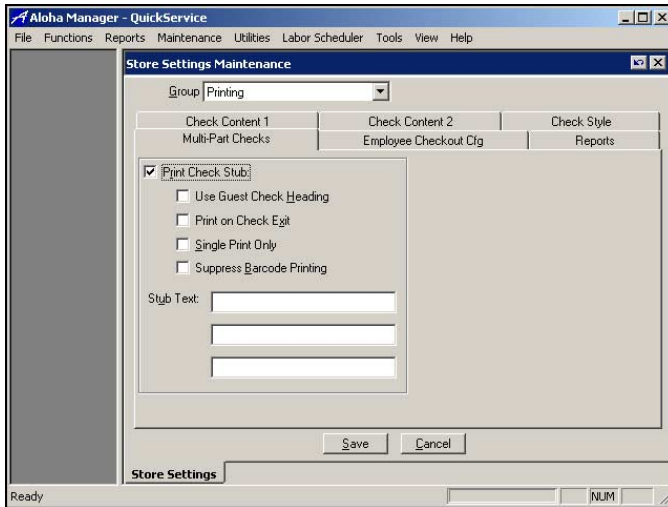 Aloha Manager - QuickService
File Functions Reports Maintenance Utilities Labor Scheduler Tools View Help
Store Settings Maintenance
Group Printing
Check Content 1 Check Content 2 Check Style
Multi-Part Checks Employee Checkout Cfg Reports
Print Check Stub:
Use Guest Check Heading
Print on Check Exit
Single Print Only
Suppress Barcode Printing
Stub Text:
Save Cancel
Store Settings
Ready NUM